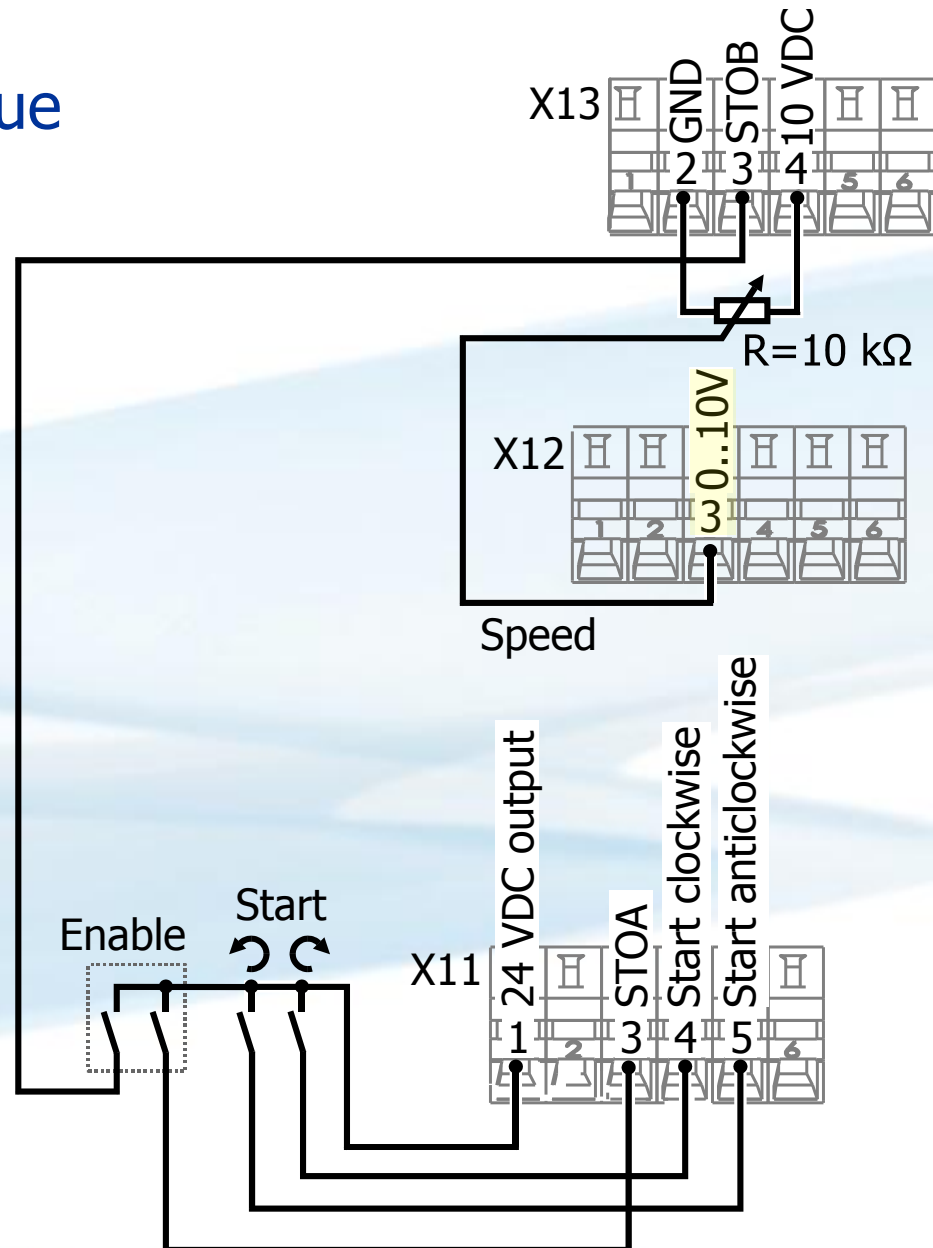 ue
X13
1
2 GND
3 STOB
4 10 VDC
5
6
R=10 kΩ
X12
1
2
3 0...10V
4
5
6
Speed
Enable
Start
X11
1 24 VDC output
2
3 STOA
4 Start clockwise
5 Start anticlockwise
6